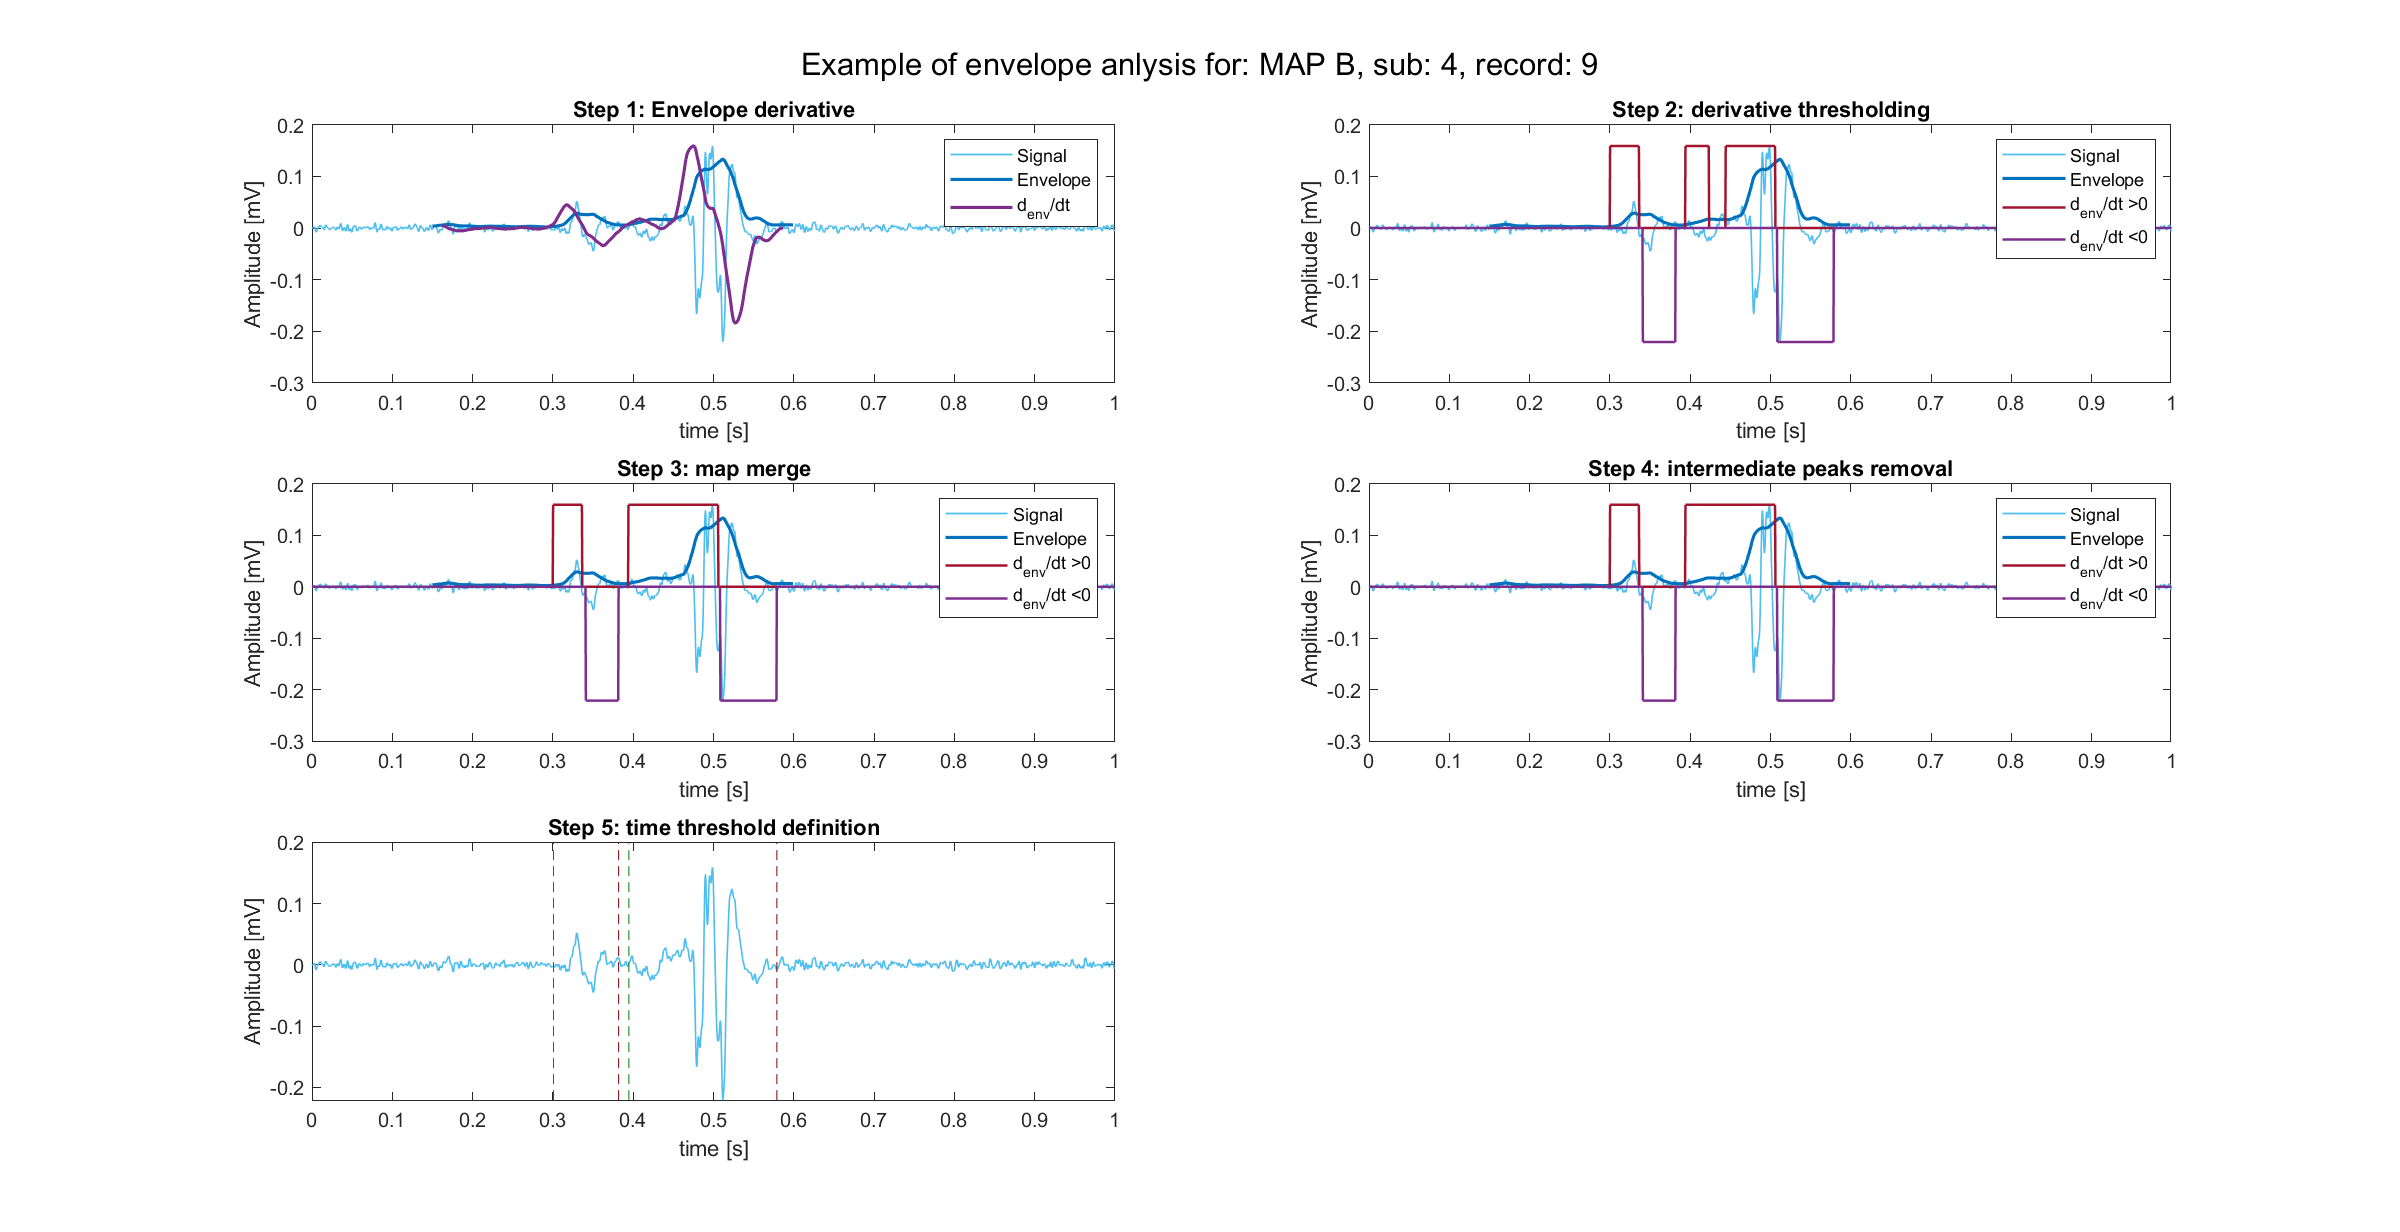 Example of envelope anlysis for: MAP B, sub: 4, record: 9
Step 1: Envelope derivative
0.2
0.1
0
-0.1
-0.2
-0.3
Amplitude [mV]
0 0.1 0.2 0.3 0.4 0.5 0.6 0.7 0.8 0.9 1
time [s]
Signal
Envelope
d_env/dt
Step 2: derivative thresholding
0.2
0.1
0
-0.1
-0.2
-0.3
Amplitude [mV]
0 0.1 0.2 0.3 0.4 0.5 0.6 0.7 0.8 0.9 1
time [s]
Signal
Envelope
d_env/dt >0
d_env/dt <0
Step 3: map merge
0.2
0.1
0
-0.1
-0.2
-0.3
Amplitude [mV]
0 0.1 0.2 0.3 0.4 0.5 0.6 0.7 0.8 0.9 1
time [s]
Signal
Envelope
d_env/dt >0
d_env/dt <0
Step 4: intermediate peaks removal
0.2
0.1
0
-0.1
-0.2
-0.3
Amplitude [mV]
0 0.1 0.2 0.3 0.4 0.5 0.6 0.7 0.8 0.9 1
time [s]
Signal
Envelope
d_env/dt >0
d_env/dt <0
Step 5: time threshold definition
0.2
0.1
0
-0.1
-0.2
Amplitude [mV]
0 0.1 0.2 0.3 0.4 0.5 0.6 0.7 0.8 0.9 1
time [s]